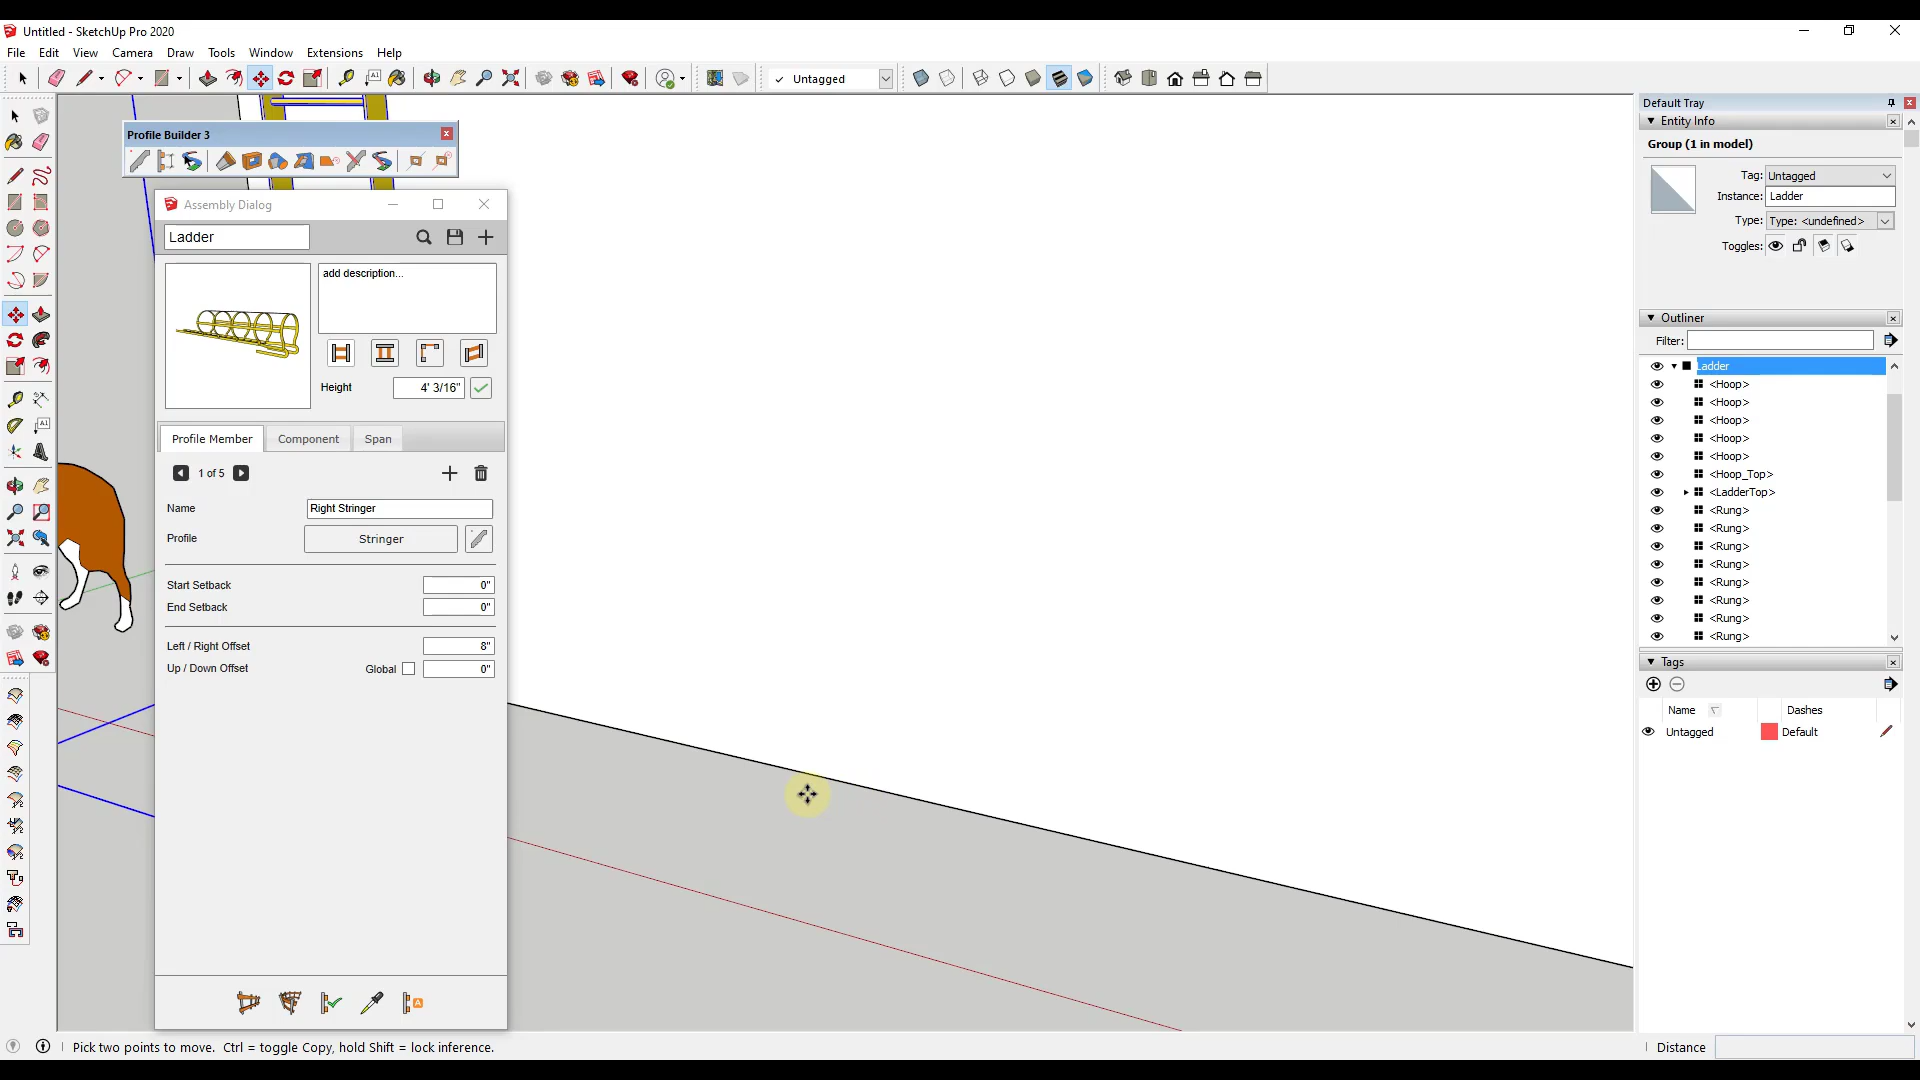 Untitled - SketchUp Pro 2020
File Edit View Camera Draw Tools Window Extensions Help
A1
Untagged
Profile Builder 3
Assembly Dialog
Ladder
add description...
Height 4' 3/16"
Profile Member Component Span
1 of 5
Name Right Stringer
Profile Stringer
Start Setback 0"
End Setback 0"
Left / Right Offset 8"
Up / Down Offset Global 0"
A
A1
Default Tray
Entity Info
Group (1 in model)
Tag: Untagged
Instance: Ladder
Type: Type: <undefined>
Toggles:
Outliner
Filter:
Ladder
<Hoop>
<Hoop>
<Hoop>
<Hoop>
<Hoop>
<Hoop_Top>
<LadderTop>
<Rung>
<Rung>
<Rung>
<Rung>
<Rung>
<Rung>
<Rung>
<Rung>
Tags
Name Dashes
Untagged Default
Pick two points to move. Ctrl = toggle Copy, hold Shift = lock inference.
Distance